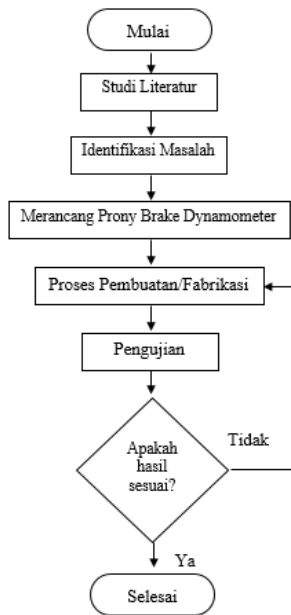 Mulai
Studi Literatur
Identifikasi Masalah
Merancang Prony Brake Dynamometer
Proses Pembuatan/Fabrikasi
Pengujian
Apakah
hasil
sesuai?
Tidak
Ya
Selesai